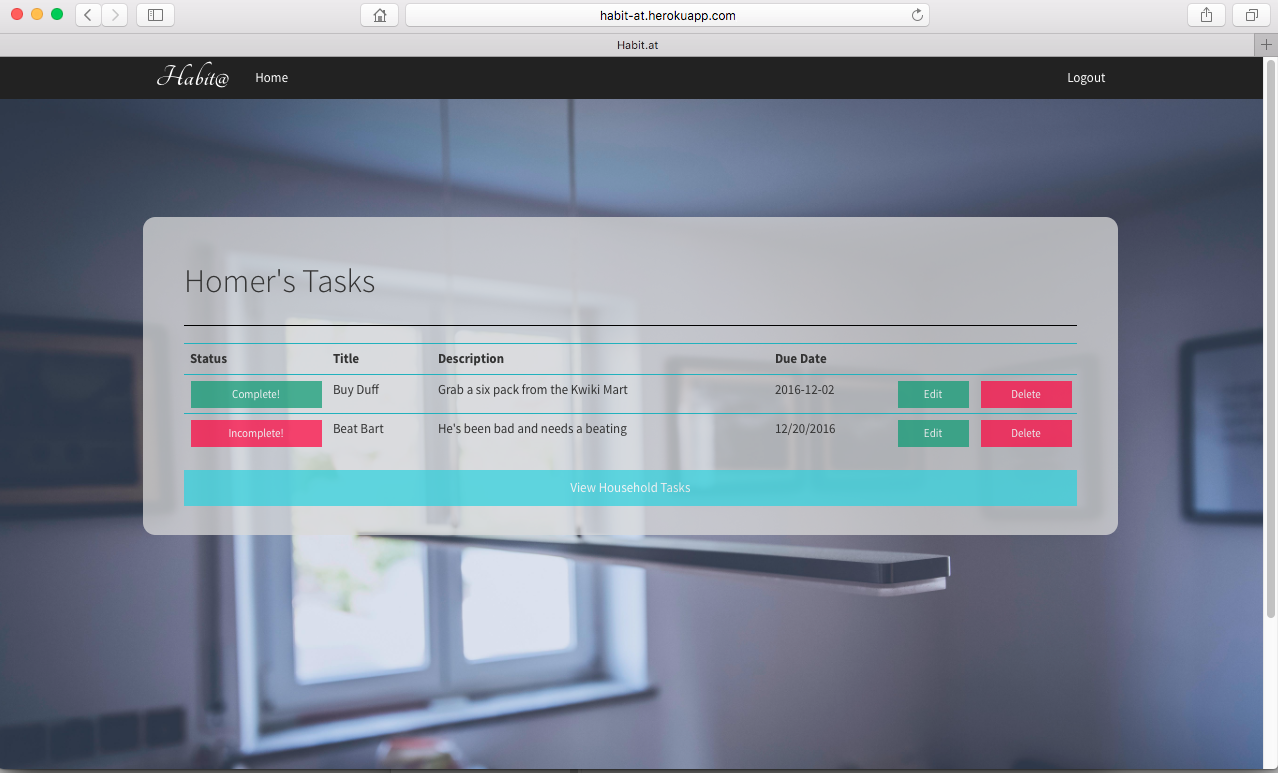 habit-at.herokuapp.com
Habit.at
Habit@ Home Logout
Homer's Tasks
Status Title Description Due Date
Complete! Buy Duff Grab a six pack from the Kwiki Mart 2016-12-02 Edit Delete
Incomplete! Beat Bart He's been bad and needs a beating 12/20/2016 Edit Delete
View Household Tasks